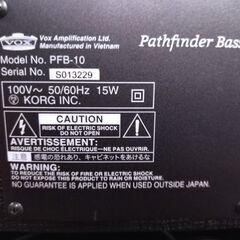 VOX
Vox Amplification Ltd.
Manufactured in Vietnam
Pathfinder Bass
Model No. PFB-10
Serial No. S013229
100V～ 50/60Hz 15W
KORG INC.
CAUTION
RISK OF ELECTRIC SHOCK
DO NOT OPEN
AVERTISSEMENT:
RISQUE DE CHOC ELECTRIQUE—NE PAS OUVRIR.
注意 感電の恐れあり、キャビネットをあけるな
WARNING:
TO REDUCE THE RISK OF FIRE OR ELECTRIC SHOCK
DO NOT EXPOSE THIS APPLIANCE TO RAIN OR MOISTURE.
NO GUARANTEE IS APPLIED WHEN USED OUTSIDE JAPAN.